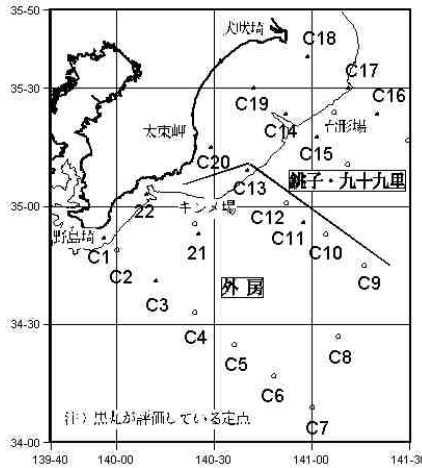 35-50
犬吠埼
C18
35-30
C17
C19
C16
C14
台形場
太東岬
C15
C20
銚子・九十九里
C13
35-00
22
キンメ場
C12
C11
野島埼
21
C10
C1
C2
C9
C3
外房
34-30
C4
C8
C5
C6
C7
注）黒丸が評価している定点
34-00
139-40
140-00
140-30
141-00
141-30